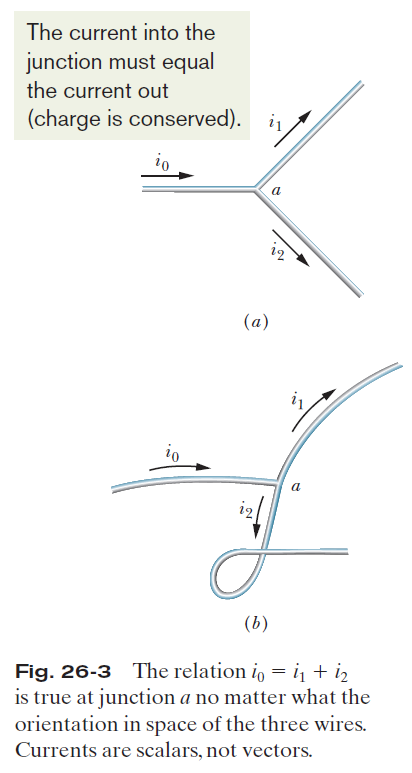 The current into the
junction must equal
the current out
(charge is conserved).
i1
i0
a
i2
(a)
i1
i0
a
i2
(b)
Fig. 26-3 The relation i0 = i1 + i2
is true at junction a no matter what the
orientation in space of the three wires.
Currents are scalars, not vectors.